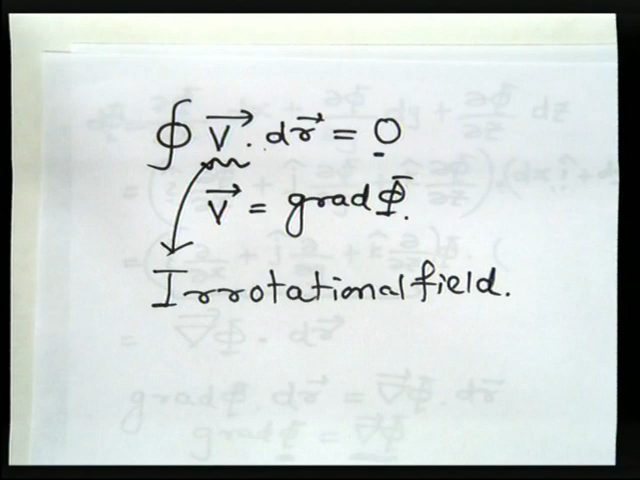 ∮ V⃗ . dr⃗ = 0
V⃗ = grad Φ.
Irrotational field.